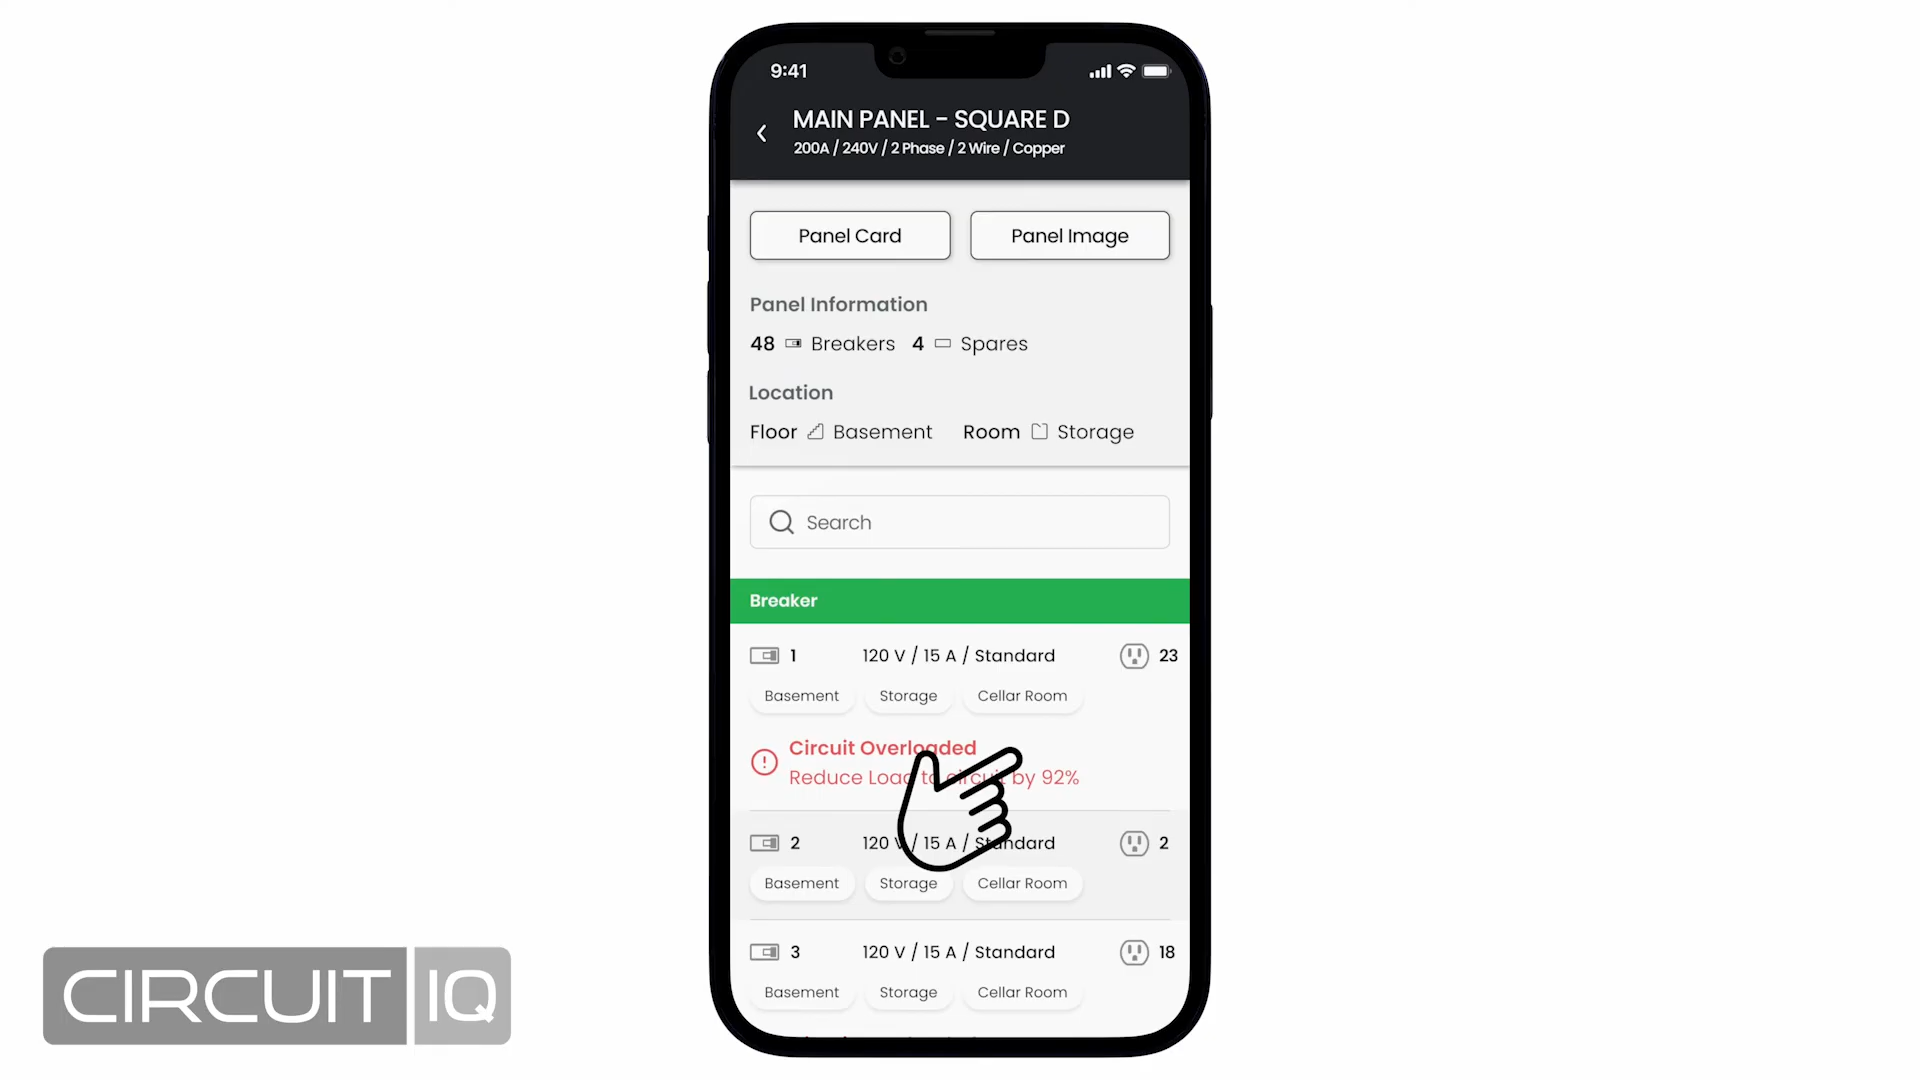 9:41
MAIN PANEL - SQUARE D
200A / 240V / 2 Phase / 2 Wire / Copper
Panel Card
Panel Image
Panel Information
48 Breakers 4 Spares
Location
Floor Basement Room Storage
Search
Breaker
1 120 V / 15 A / Standard 23
Basement Storage Cellar Room
Circuit Overloaded
Reduce Load to circuit by 92%
2 120 V / 15 A / Standard 2
Basement Storage Cellar Room
3 120 V / 15 A / Standard 18
Basement Storage Cellar Room
CIRCUIT IQ